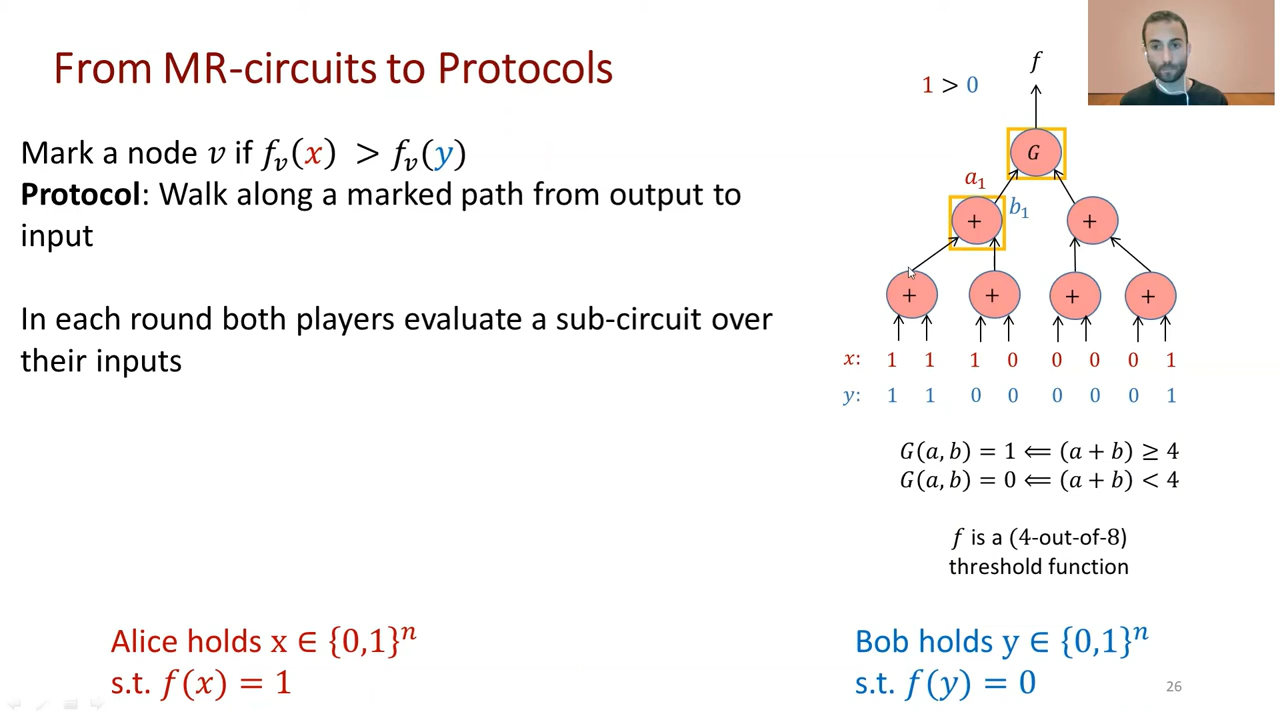 From MR-circuits to Protocols
Mark a node v if f_v(x) > f_v(y)
Protocol: Walk along a marked path from output to
input
In each round both players evaluate a sub-circuit over
their inputs
f
1 > 0
G
a₁
b₁
+ +
+ + + +
x: 1 1 1 0 0 0 0 1
y: 1 1 0 0 0 0 0 1
G(a, b) = 1 ⟸ (a + b) ≥ 4
G(a, b) = 0 ⟸ (a + b) < 4
f is a (4-out-of-8)
threshold function
Alice holds x ∈ {0,1}ⁿ
s.t. f(x) = 1
Bob holds y ∈ {0,1}ⁿ
s.t. f(y) = 0
26